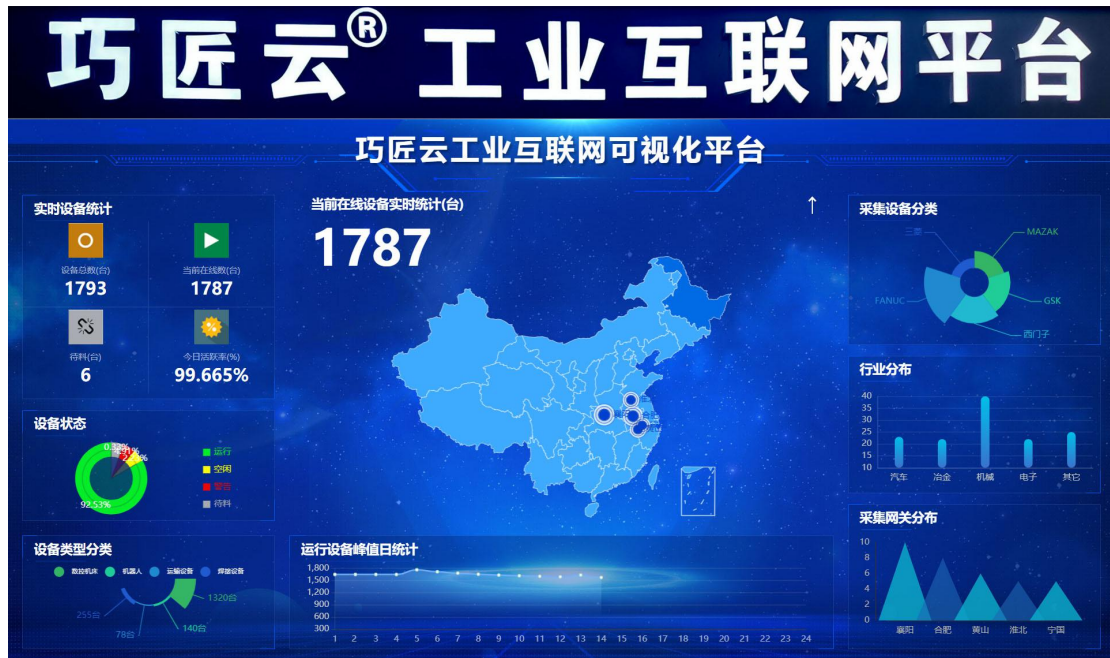 巧匠云® 工业互联网平台
巧匠云工业互联网可视化平台
实时设备统计
设备总数(台)
1793
当前在线数(台)
1787
待料(台)
6
今日活跃率(%)
99.665%
设备状态
92.53%
运行
空闲
警告
待料
设备类型分类
数控机床
机器人
运输设备
焊接设备
1320台
140台
78台
255台
当前在线设备实时统计(台)
1787
↑
运行设备峰值日统计
1,800
1,500
1,200
900
600
300
1 2 3 4 5 6 7 8 9 10 11 12 13 14 15 16 17 18 19 20 21 22 23 24
采集设备分类
三菱
MAZAK
FANUC
GSK
西门子
行业分布
40
35
30
25
20
15
10
汽车 冶金 机械 电子 其它
采集网关分布
10
8
6
4
2
0
襄阳 合肥 黄山 淮北 宁国